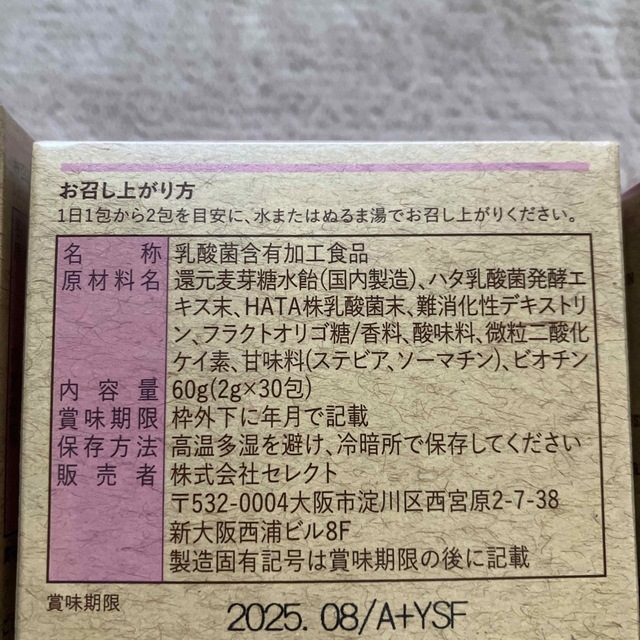 お召し上がり方
1日1包から2包を目安に、水またはぬるま湯でお召し上がりください。
名 称 乳酸菌含有加工食品
原材料名 還元麦芽糖水飴(国内製造)、ハタ乳酸菌発酵エ
キス末、HATA株乳酸菌末、難消化性デキストリ
ン、フラクトオリゴ糖/香料、酸味料、微粒二酸化
ケイ素、甘味料(ステビア、ソーマチン)、ビオチン
内 容 量 60g(2g×30包)
賞味期限 枠外下に年月で記載
保存方法 高温多湿を避け、冷暗所で保存してください
販 売 者 株式会社セレクト
〒532-0004大阪市淀川区西宮原2-7-38
新大阪西浦ビル8F
製造固有記号は賞味期限の後に記載
賞味期限 2025. 08/A+YSF